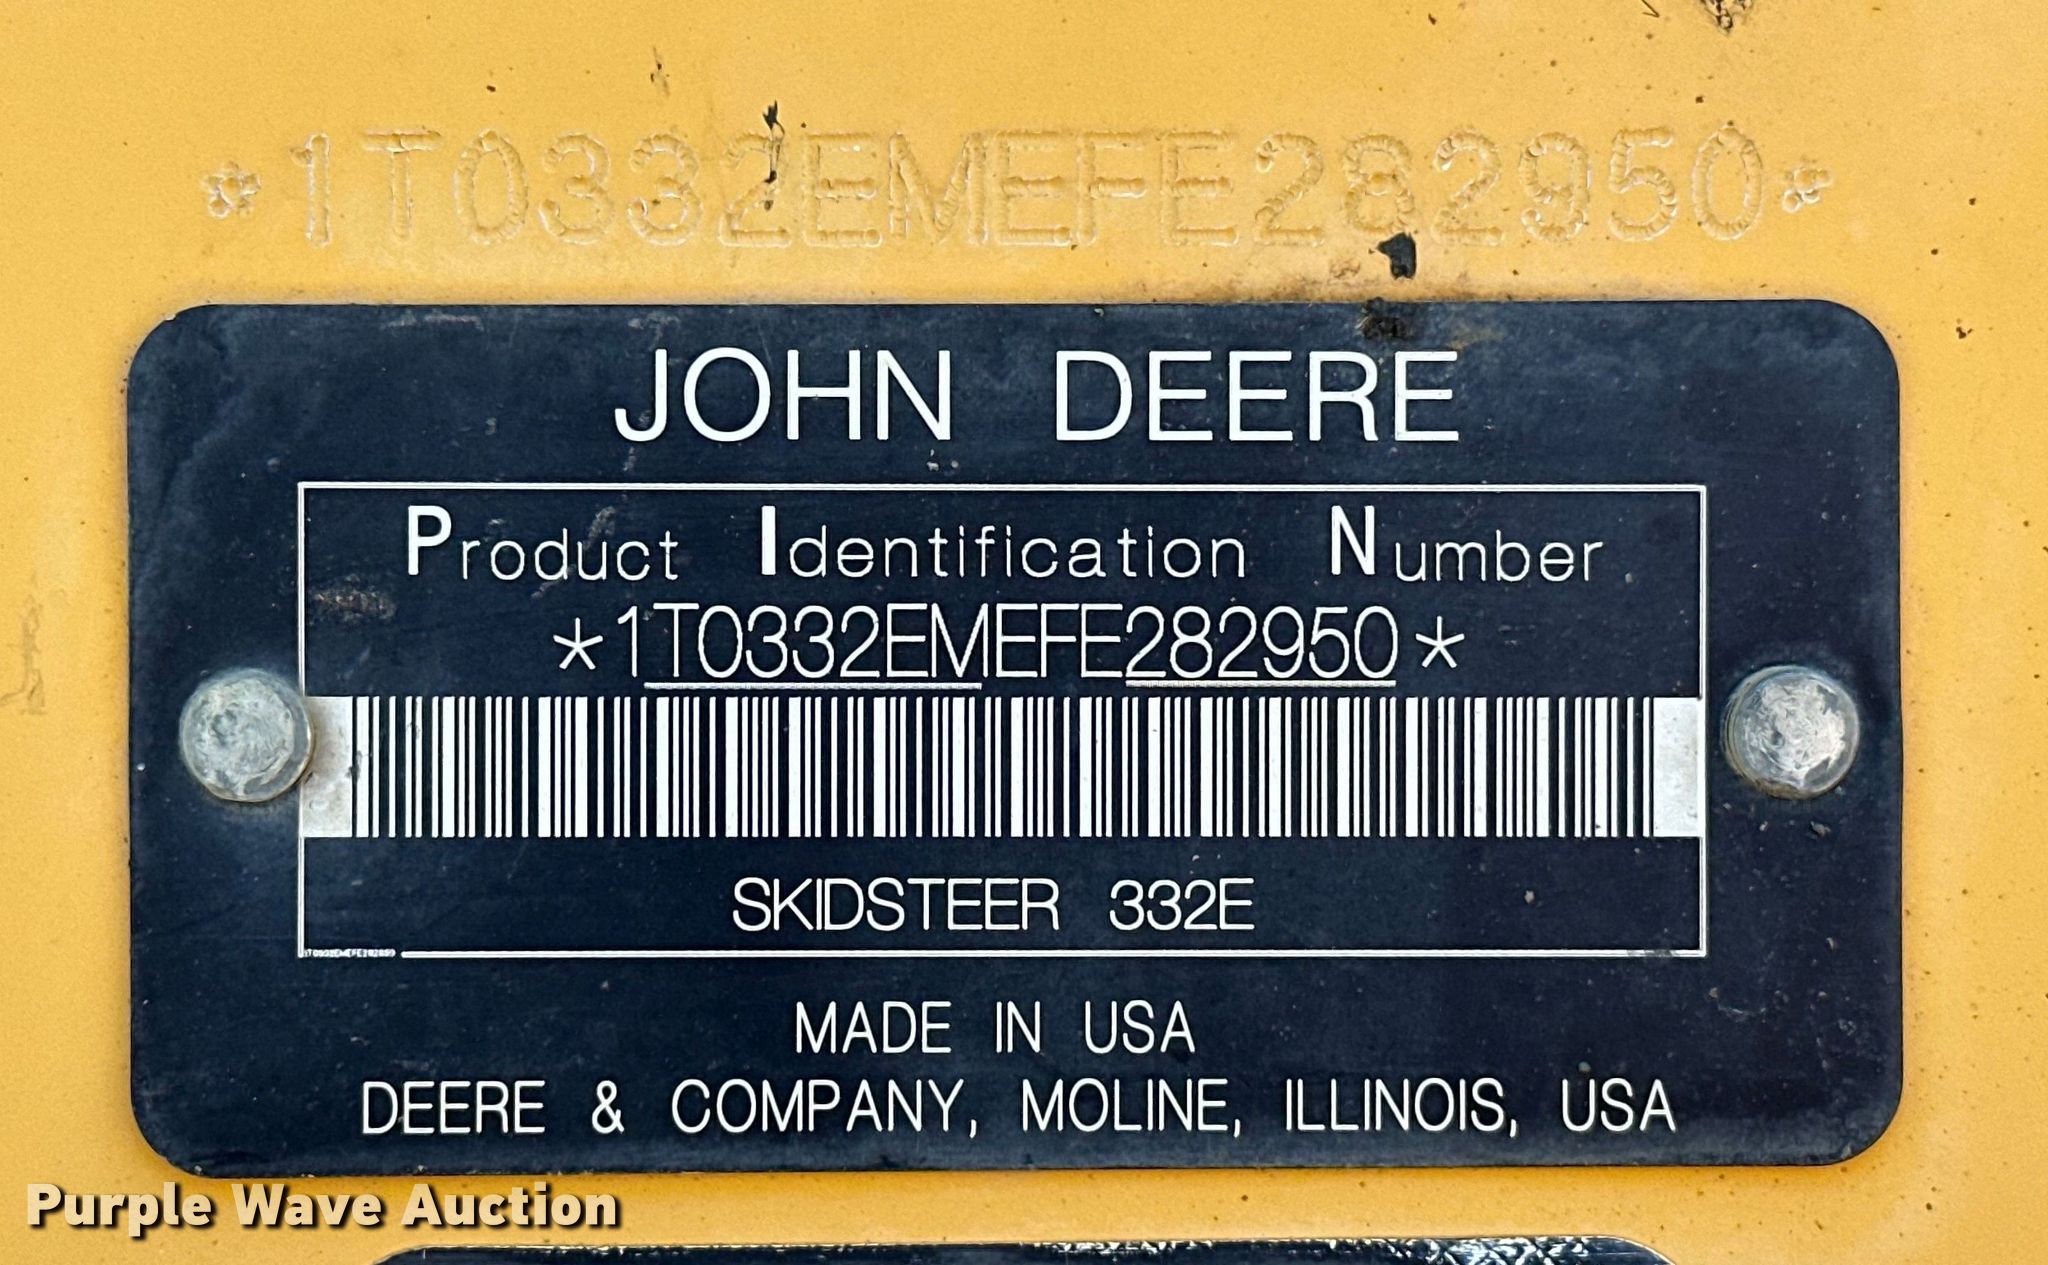 *1T0332EMEFE282950*
JOHN DEERE
Product Identification Number
*1T0332EMEFE282950*
SKIDSTEER 332E
1T0332EMEFE282950
MADE IN USA
DEERE & COMPANY, MOLINE, ILLINOIS, USA
Purple Wave Auction